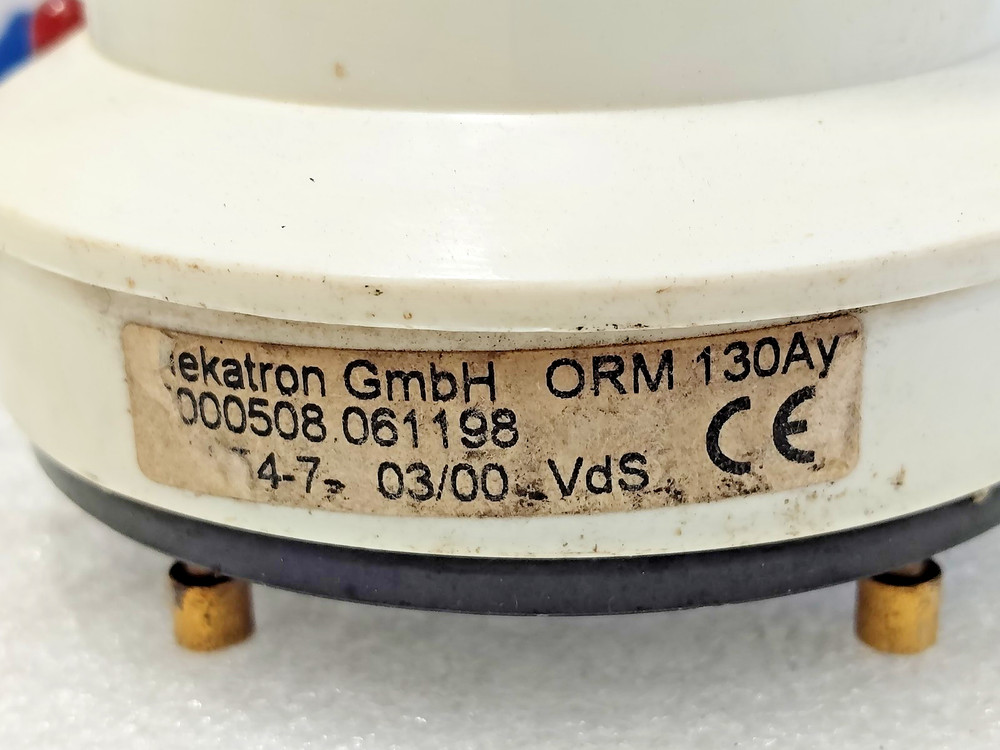 ekatron GmbH ORM 130Ay
000508.061198 CE
4-7 03/00 VdS